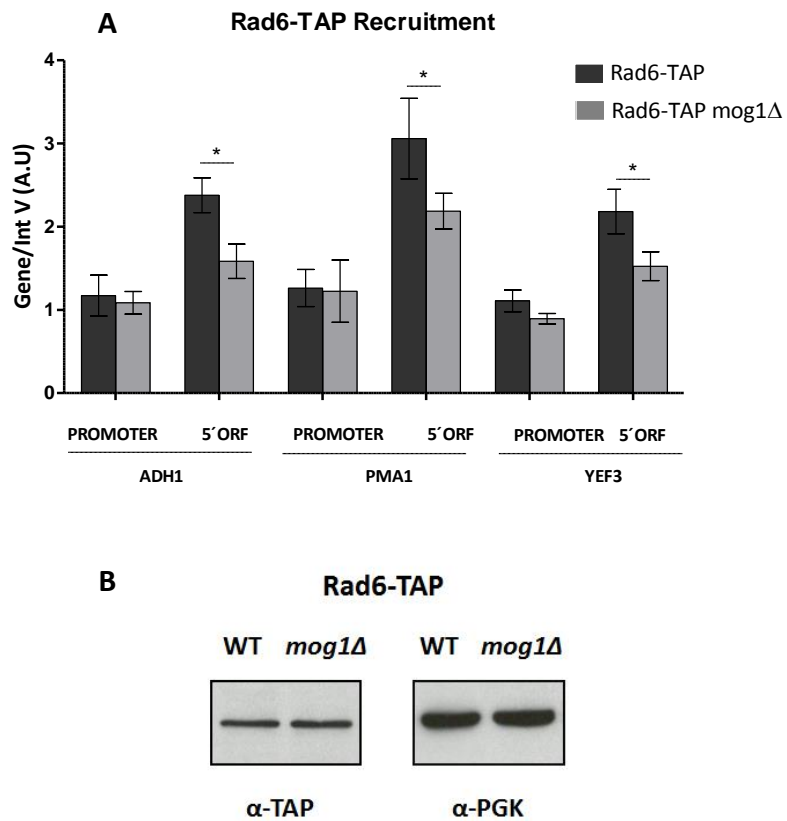 A
Rad6-TAP Recruitment
Rad6-TAP
Rad6-TAP mog1Δ
Gene/Int V (A.U)
4
3
2
1
0
*
*
*
PROMOTER 5´ORF PROMOTER 5´ORF PROMOTER 5´ORF
ADH1 PMA1 YEF3
B
Rad6-TAP
WT mog1Δ WT mog1Δ
α-TAP α-PGK